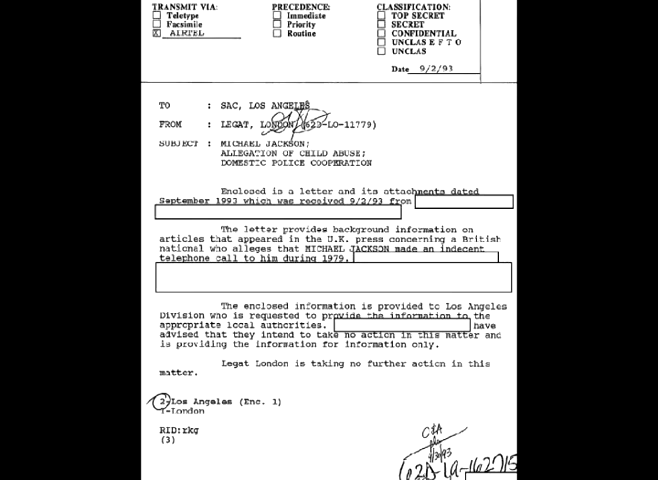 TRANSMIT VIA: PRECEDENCE: CLASSIFICATION:
Teletype Immediate TOP SECRET
Facsimile Priority SECRET
X AIRTEL Routine CONFIDENTIAL
UNCLAS E F T O
UNCLAS
Date 9/2/93
TO : SAC, LOS ANGELES
FROM : LEGAT, LONDON (62D-LO-11779)
SUBJECT : MICHAEL JACKSON;
ALLEGATION OF CHILD ABUSE;
DOMESTIC POLICE COOPERATION
Enclosed is a letter and its attachments dated
September 1993 which was received 9/2/93 from
The letter provides background information on
articles that appeared in the U.K. press concerning a British
national who alleges that MICHAEL JACKSON made an indecent
telephone call to him during 1979.
The enclosed information is provided to Los Angeles
Division who is requested to provide the information to the
appropriate local authorities. have
advised that they intend to take no action in this matter and
is providing the information for information only.
Legat London is taking no further action in this
matter.
2-Los Angeles (Enc. 1)
1-London
RID:rkg
(3)
62D-LA-162715